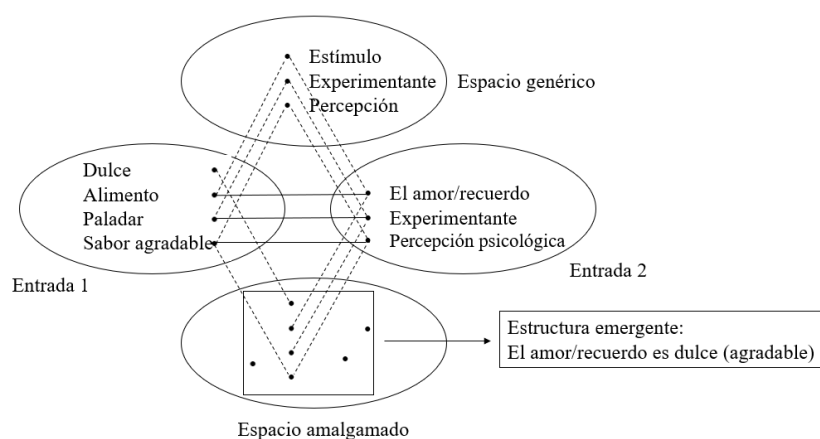 Estímulo
Experimentante
Percepción
Espacio genérico
Dulce
Alimento
Paladar
Sabor agradable
Entrada 1
El amor/recuerdo
Experimentante
Percepción psicológica
Entrada 2
Estructura emergente:
El amor/recuerdo es dulce (agradable)
Espacio amalgamado